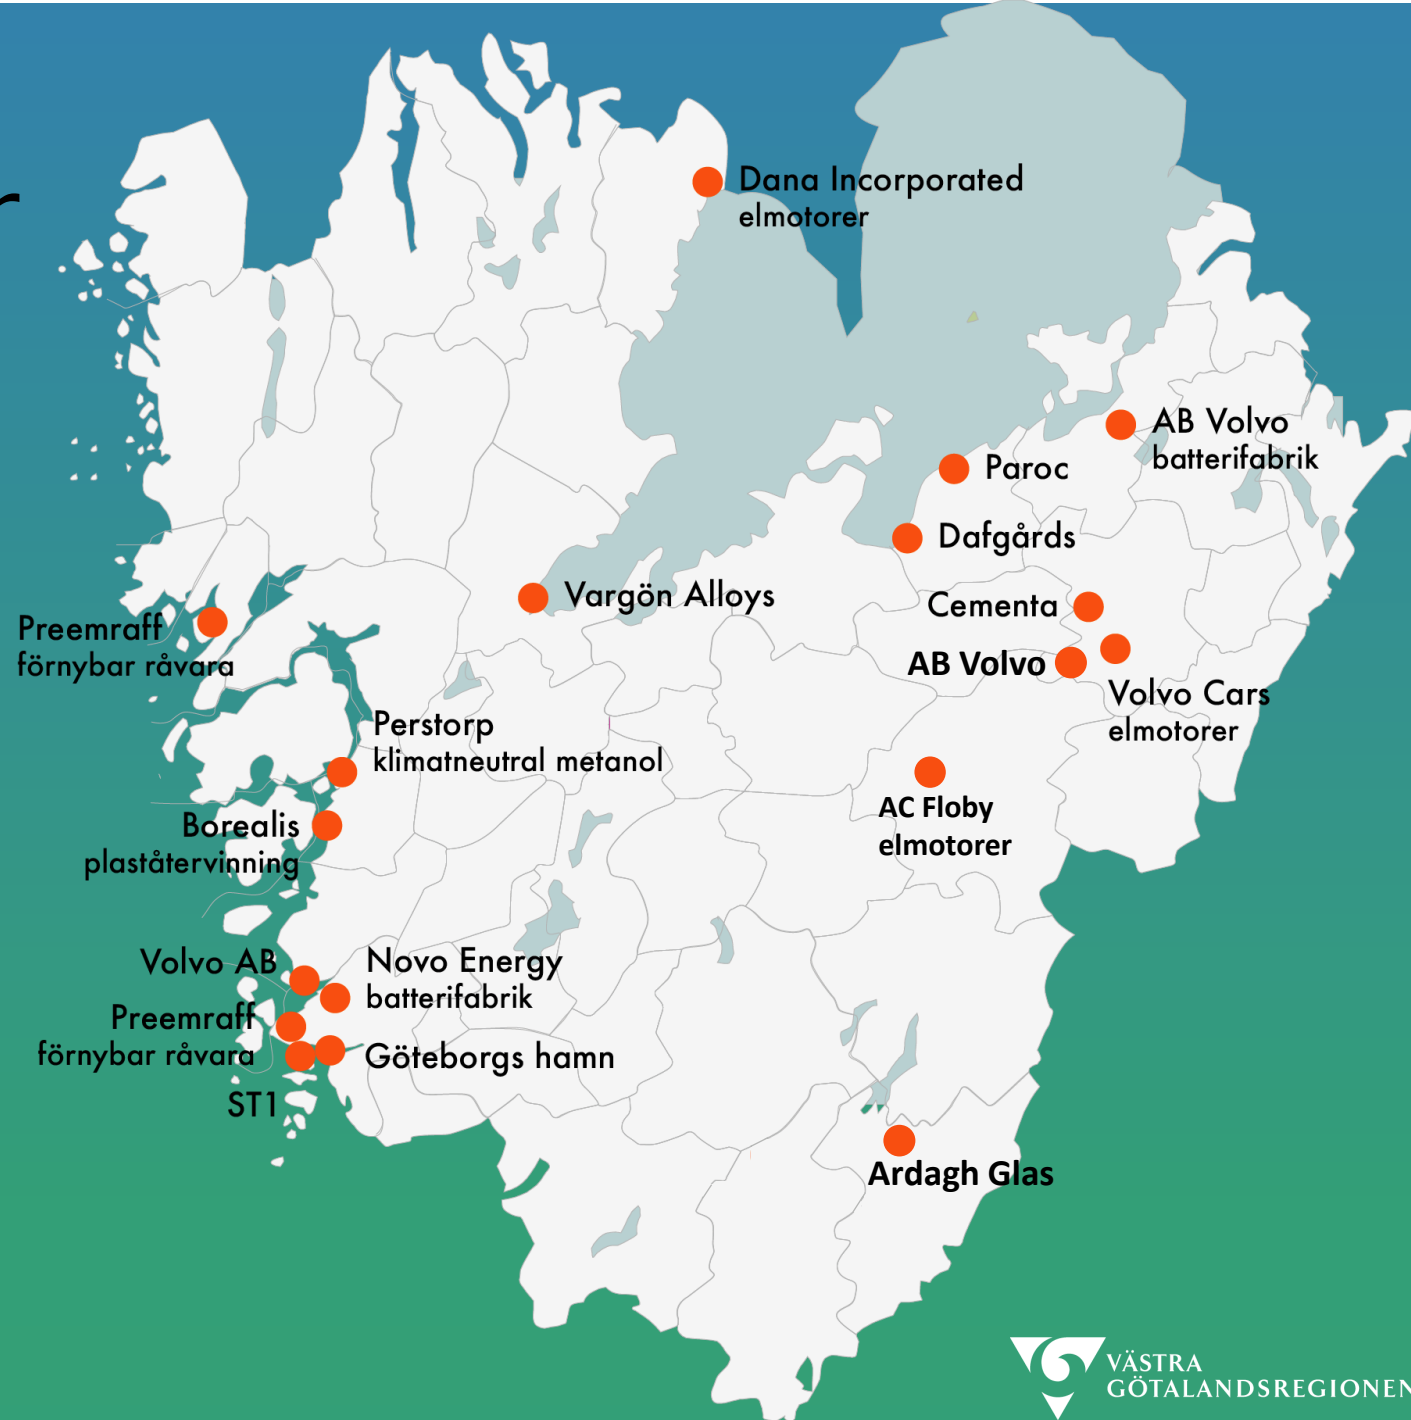 r
Dana Incorporated
elmotorer
AB Volvo
batterifabrik
Paroc
Dafgårds
Vargön Alloys
Cementa
Preemraff
förnybar råvara
AB Volvo
Volvo Cars
elmotorer
Perstorp
klimatneutral metanol
AC Floby
elmotorer
Borealis
plaståtervinning
Volvo AB
Novo Energy
batterifabrik
Preemraff
förnybar råvara
Göteborgs hamn
ST1
Ardagh Glas
VÄSTRA
GÖTALANDSREGIONEN